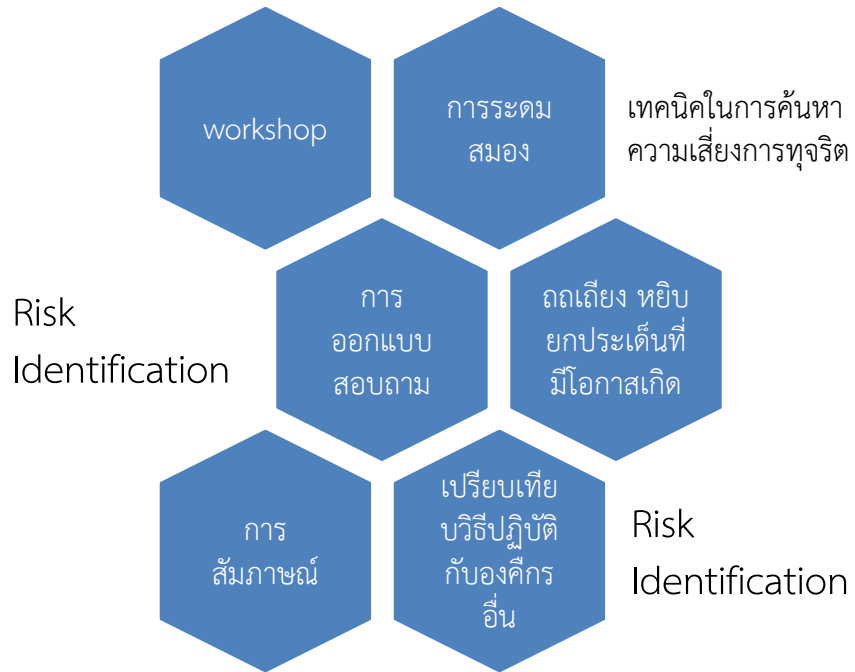 workshop
การระดม
สมอง
เทคนิคในการค้นหา
ความเสี่ยงการทุจริต
Risk
Identification
การ
ออกแบบ
สอบถาม
ถถเถียง หยิบ
ยกประเด็นที่
มีโอกาสเกิด
การ
สัมภาษณ์
เปรียบเทีย
บวิธีปฏิบัติ
กับองค์กร
อื่น
Risk
Identification